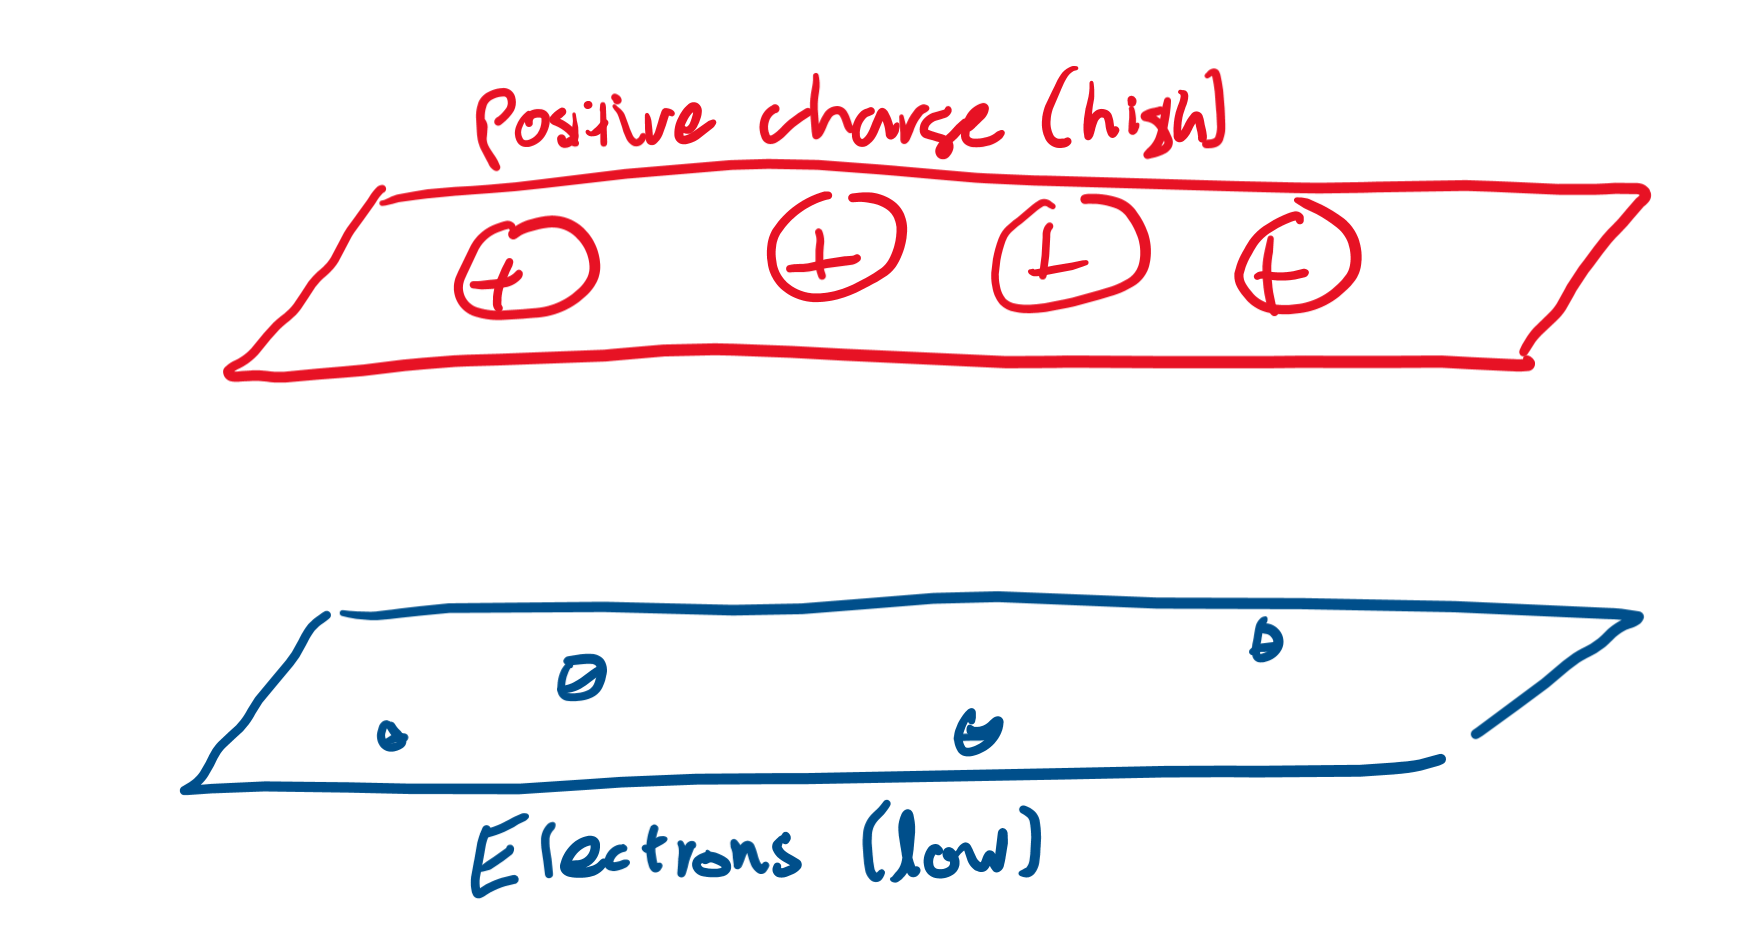 Positive charge (high)
+ + + +
Electrons (low)